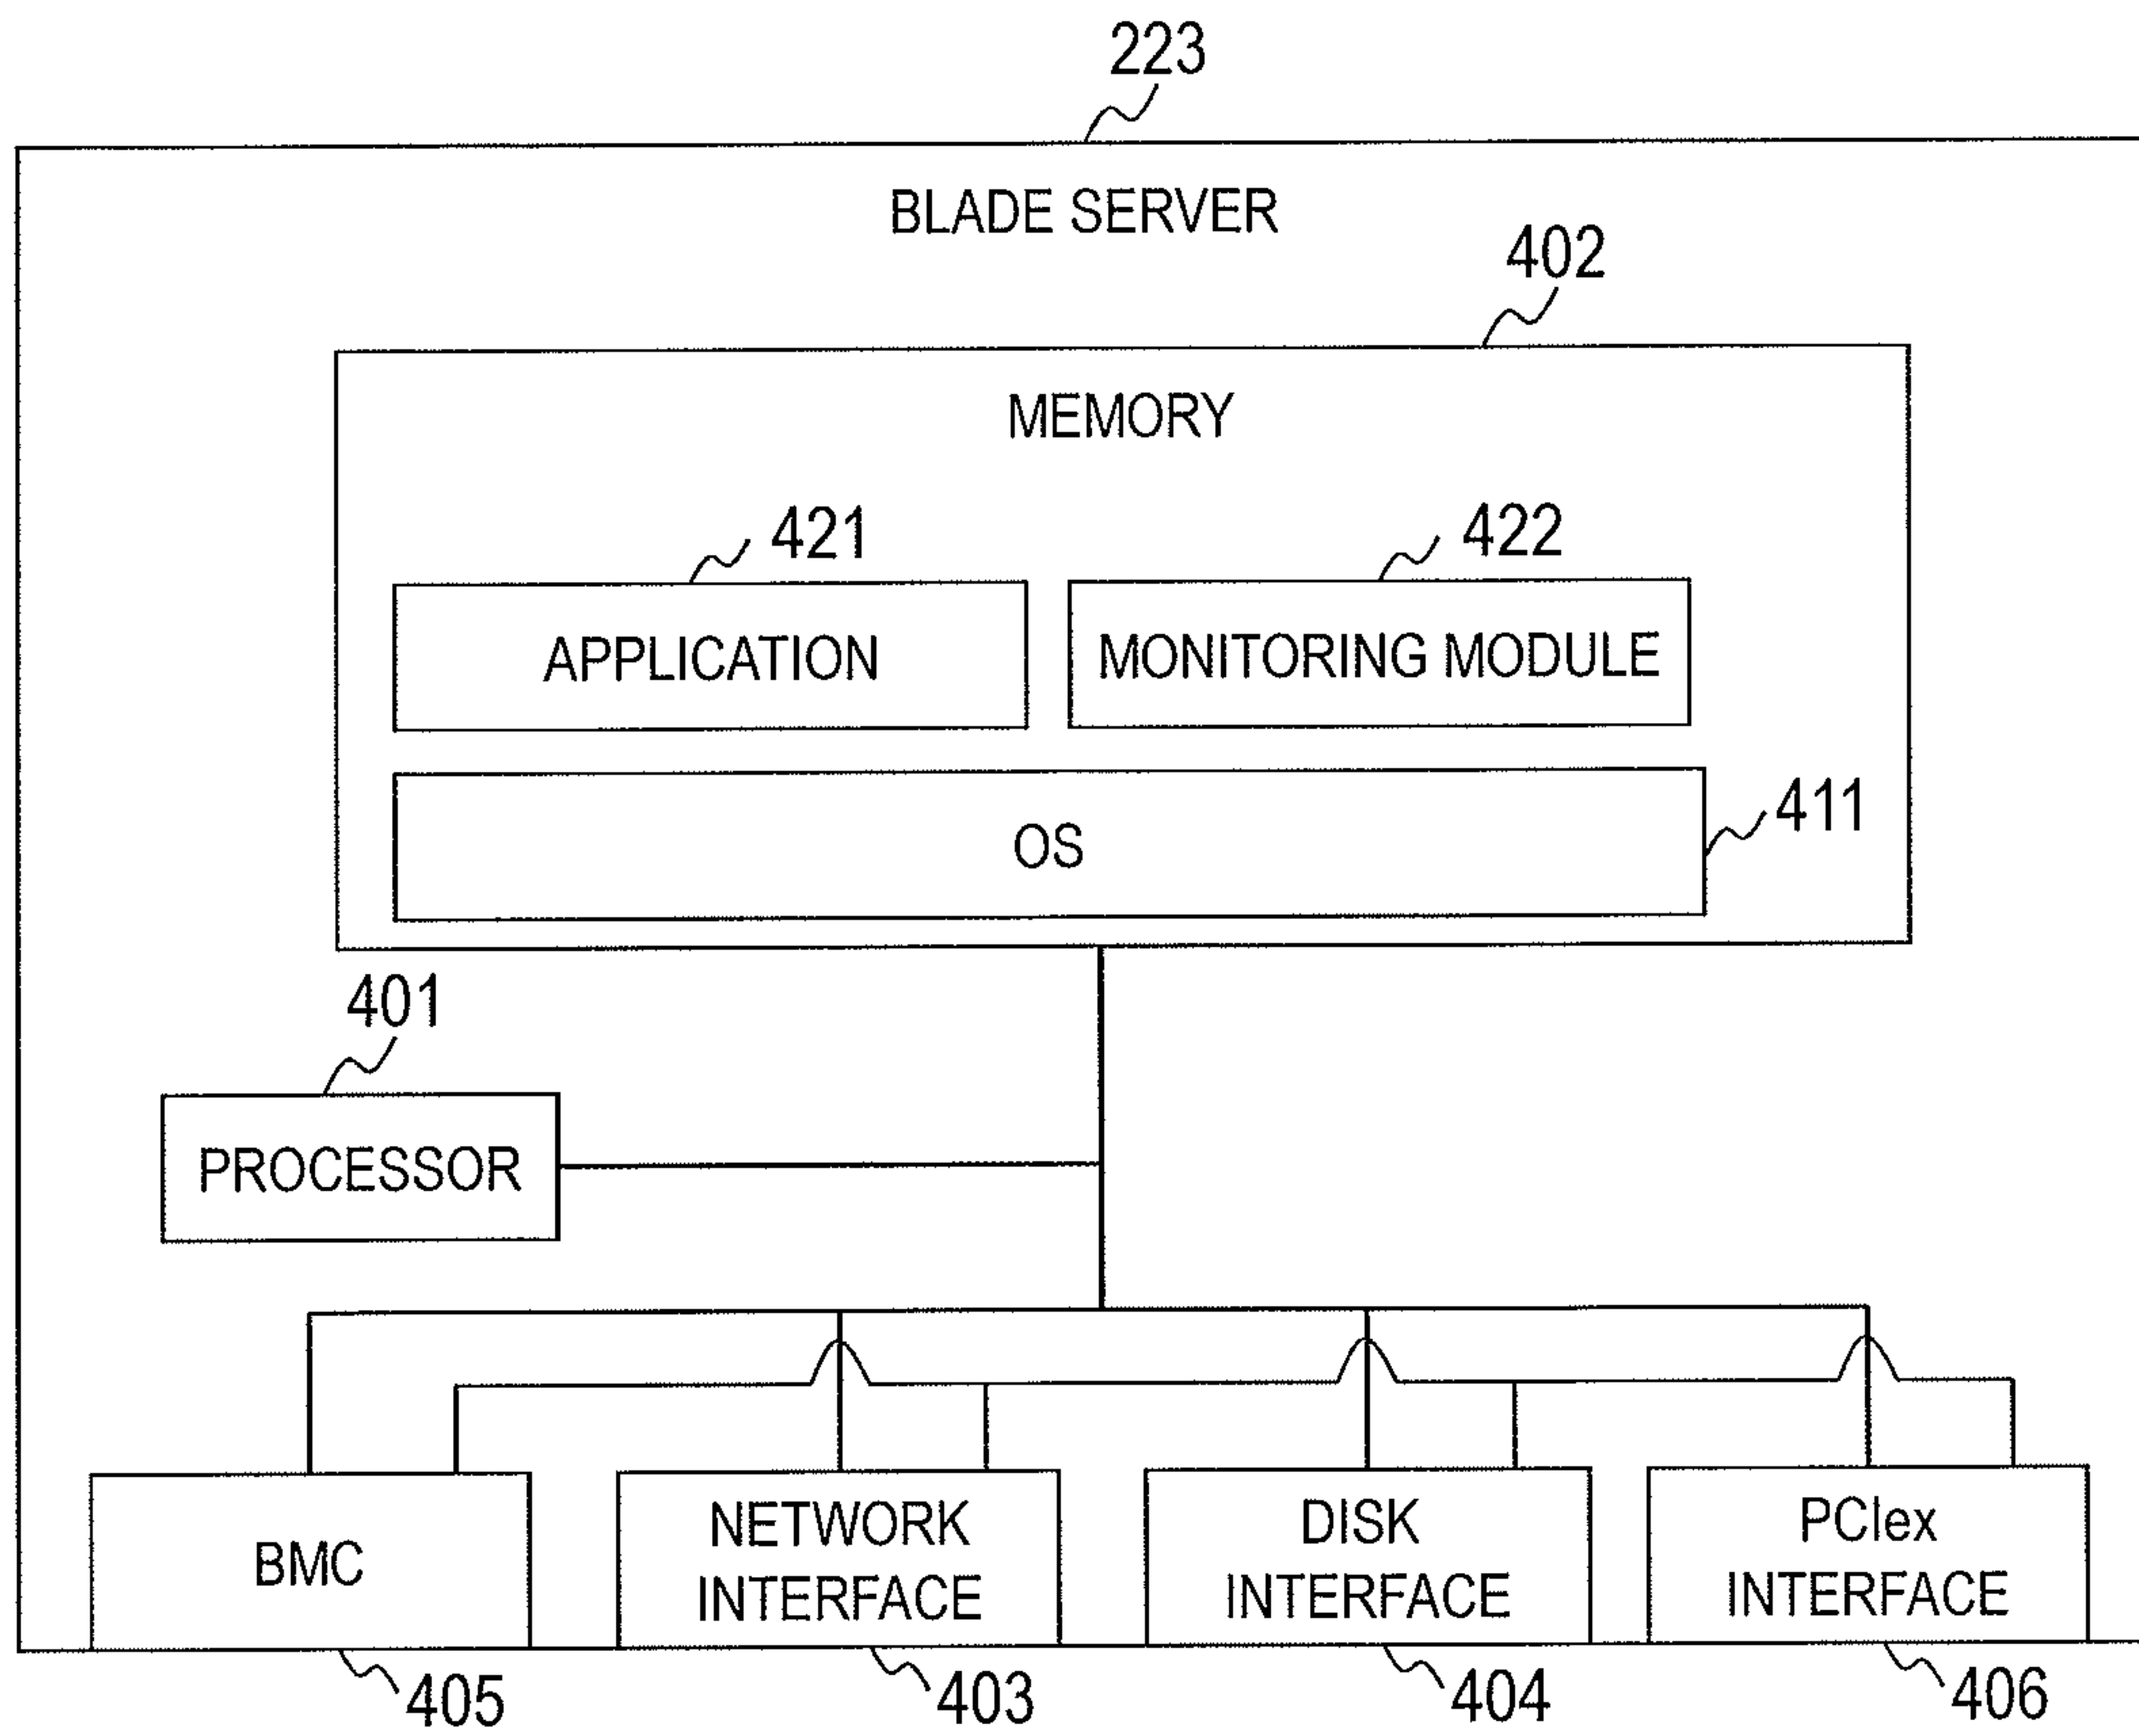 223
BLADE SERVER
402
MEMORY
421
422
APPLICATION
MONITORING MODULE
OS
411
401
PROCESSOR
BMC
NETWORK
INTERFACE
DISK
INTERFACE
PCIex
INTERFACE
405
403
404
406